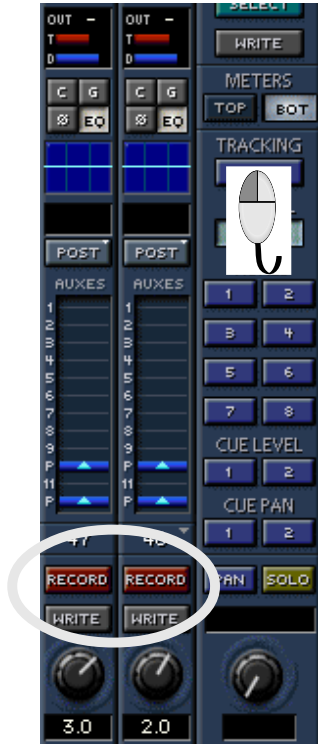 OUT - OUT -
T T
D D
C G C G
Ø EQ Ø EQ
POST POST
AUXES AUXES
1 1
2 2
3 3
4 4
5 5
6 6
7 7
8 8
9 9
P P
11 11
P P
47
RECORD RECORD
WRITE WRITE
3.0 2.0
SELECT
WRITE
METERS
TOP BOT
TRACKING
1 2
3 4
5 6
7 8
CUE LEVEL
1 2
CUE PAN
1 2
PAN SOLO